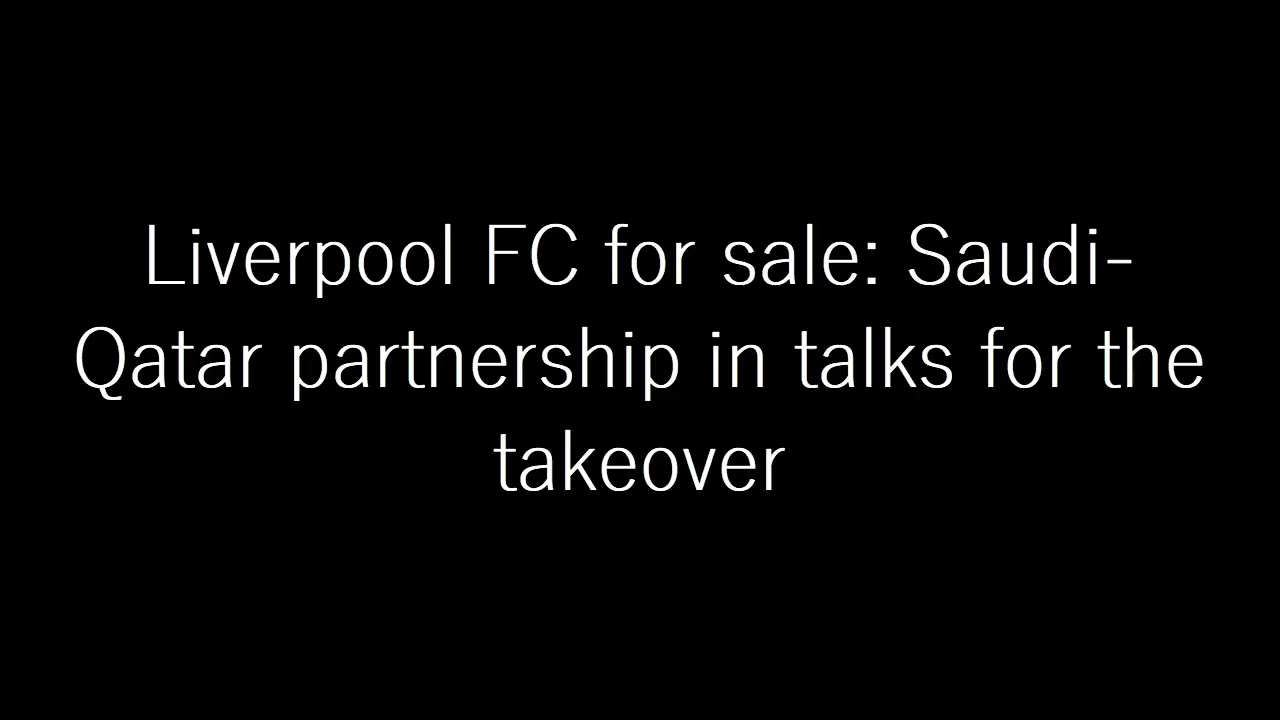 Liverpool FC for sale: Saudi-
Qatar partnership in talks for the
takeover